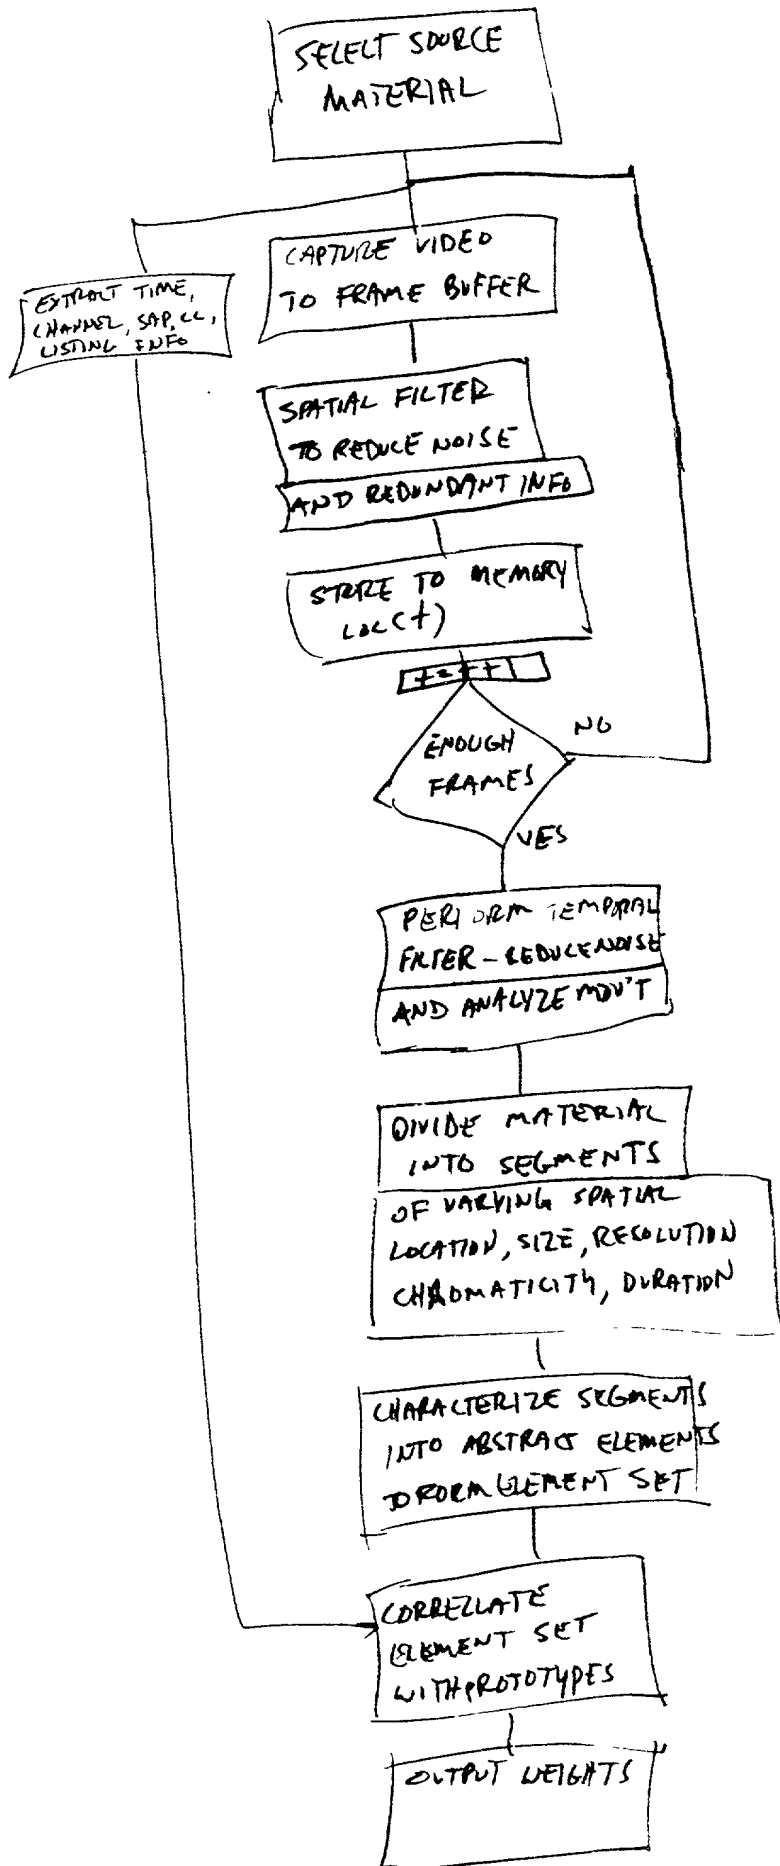 SELECT SOURCE
MATERIAL
CAPTURE VIDEO
TO FRAME BUFFER
EXTRACT TIME,
CHANNEL, SAP, CC,
LISTING INFO
SPATIAL FILTER
TO REDUCE NOISE
AND REDUNDANT INFO
STORE TO MEMORY
LOC(t)
t=t+1
ENOUGH
FRAMES
NO
YES
PERFORM TEMPORAL
FILTER - REDUCE NOISE
AND ANALYZE MOV'T
DIVIDE MATERIAL
INTO SEGMENTS
OF VARYING SPATIAL
LOCATION, SIZE, RESOLUTION
CHROMATICITY, DURATION
CHARACTERIZE SEGMENTS
INTO ABSTRACT ELEMENTS
TO FORM ELEMENT SET
CORRELLATE
ELEMENT SET
WITH PROTOTYPES
OUTPUT WEIGHTS